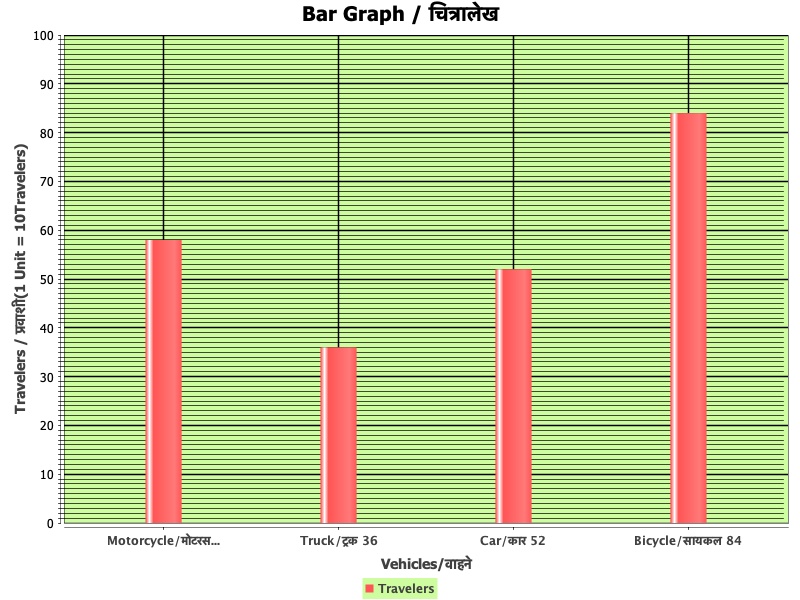 Bar Graph / चित्रालेख
Travelers / प्रवाशी(1 Unit = 10Travelers)
100
90
80
70
60
50
40
30
20
10
0
Motorcycle/मोटरस... Truck/ट्रक 36 Car/कार 52 Bicycle/सायकल 84
Vehicles/वाहने
Travelers